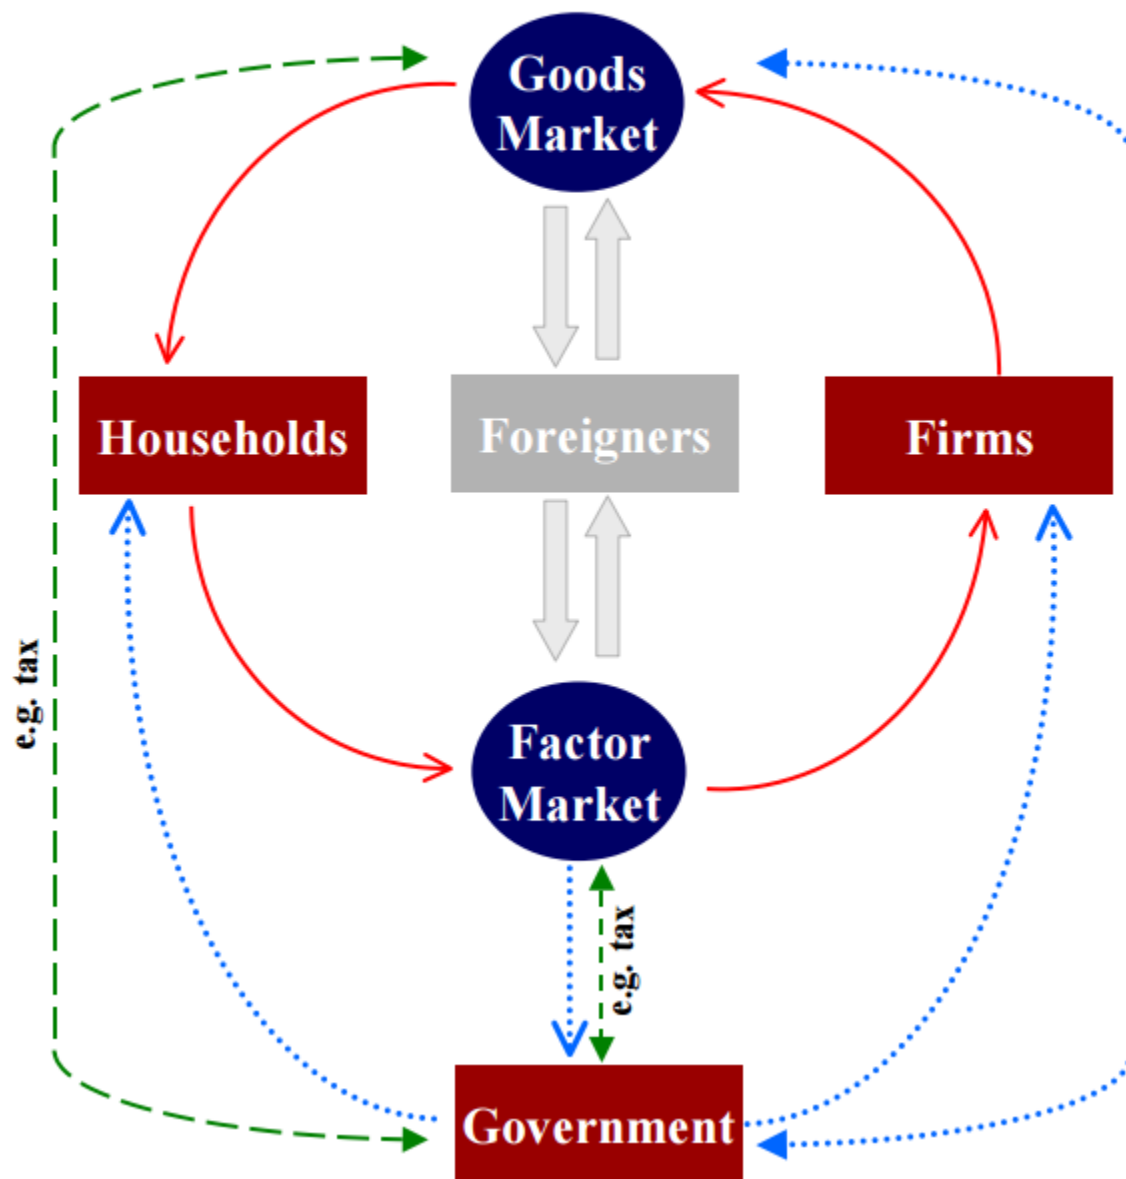 Goods
Market
Households
Foreigners
Firms
e.g. tax
Factor
Market
e.g. tax
Government